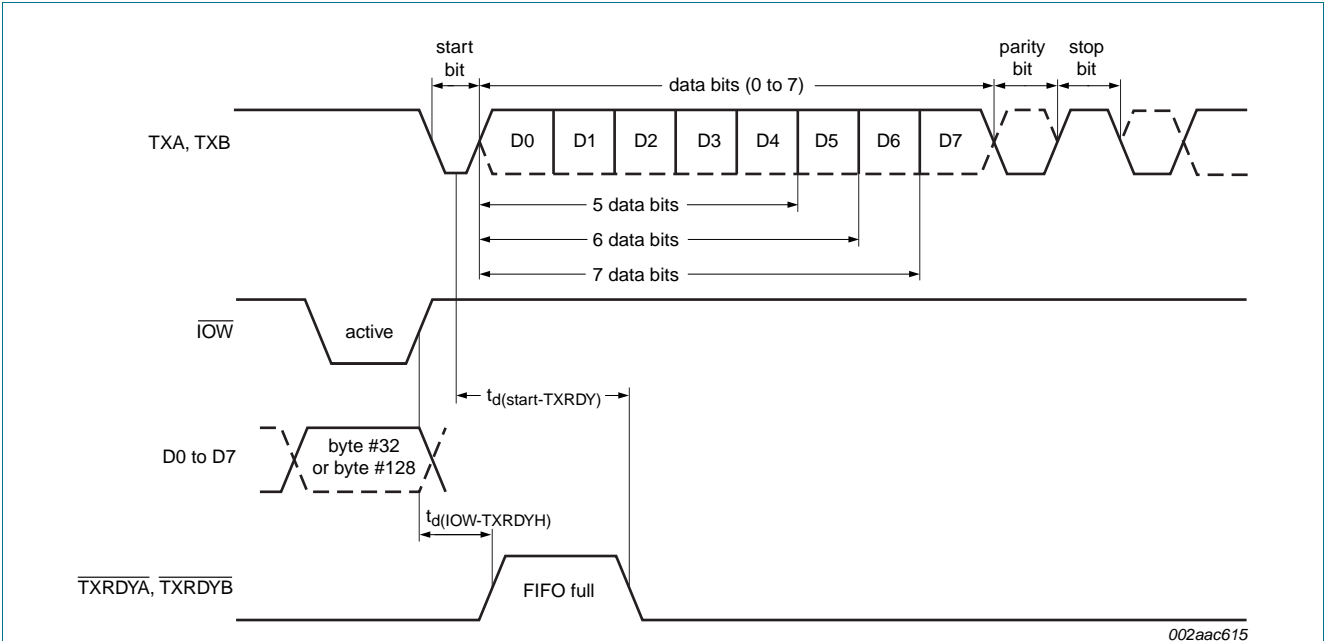 start
bit
data bits (0 to 7)
parity
bit
stop
bit
TXA, TXB
D0
D1
D2
D3
D4
D5
D6
D7
5 data bits
6 data bits
7 data bits
IOW
active
td(start-TXRDY)
D0 to D7
byte #32
or byte #128
td(IOW-TXRDYH)
TXRDYA, TXRDYB
FIFO full
002aac615